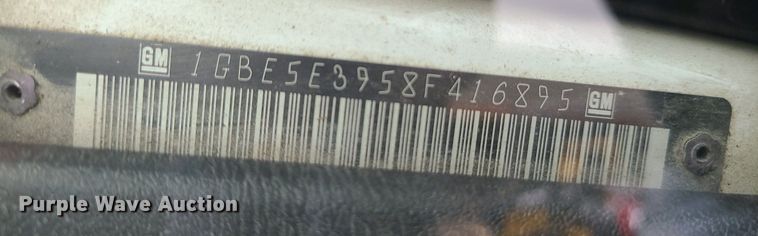 GM 1GBE5E3958F416895 GM
Purple Wave Auction